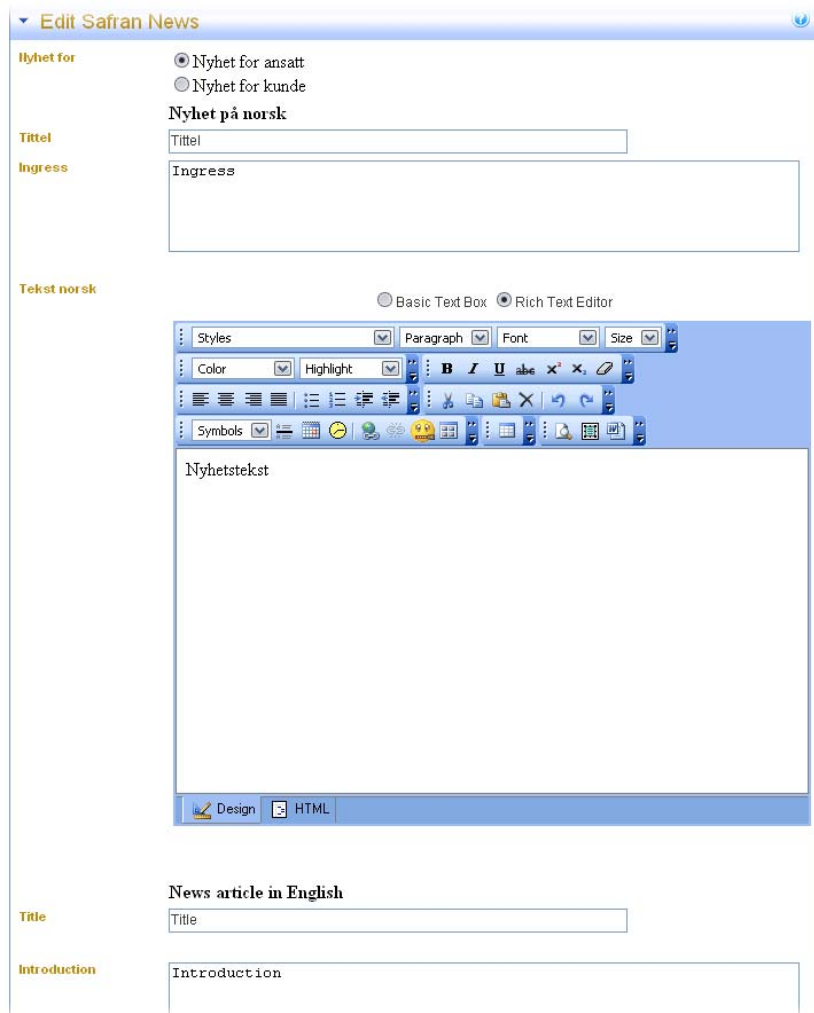 Edit Safran News
Nyhet for
Nyhet for ansatt
Nyhet for kunde
Nyhet på norsk
Tittel
Tittel
Ingress
Ingress
Tekst norsk
Basic Text Box Rich Text Editor
Styles Paragraph Font Size
Color Highlight B I U abc x² x₂
Symbols
Nyhetstekst
Design HTML
News article in English
Title
Title
Introduction
Introduction